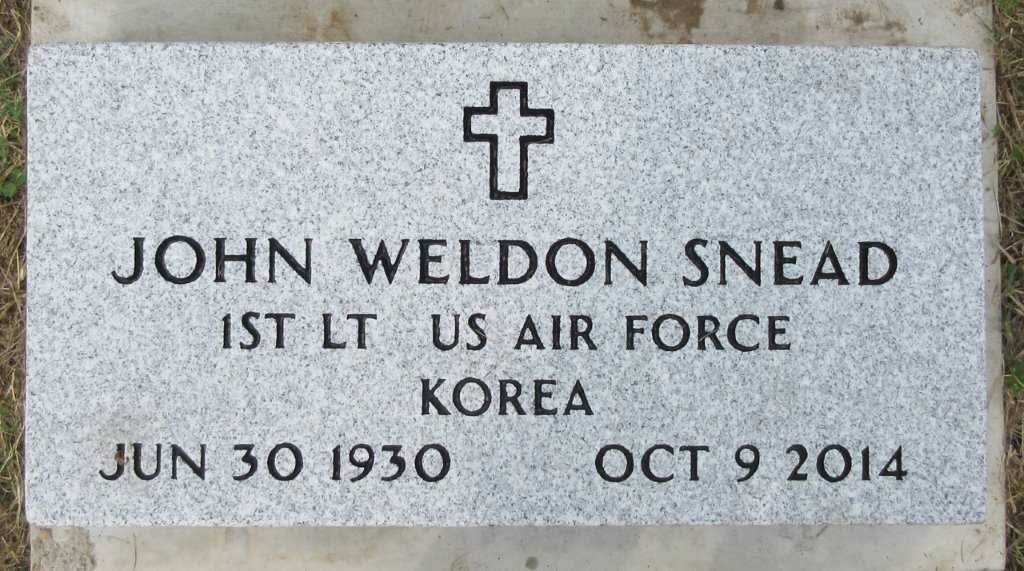 JOHN WELDON SNEAD
1ST LT US AIR FORCE
KOREA
JUN 30 1930 OCT 9 2014